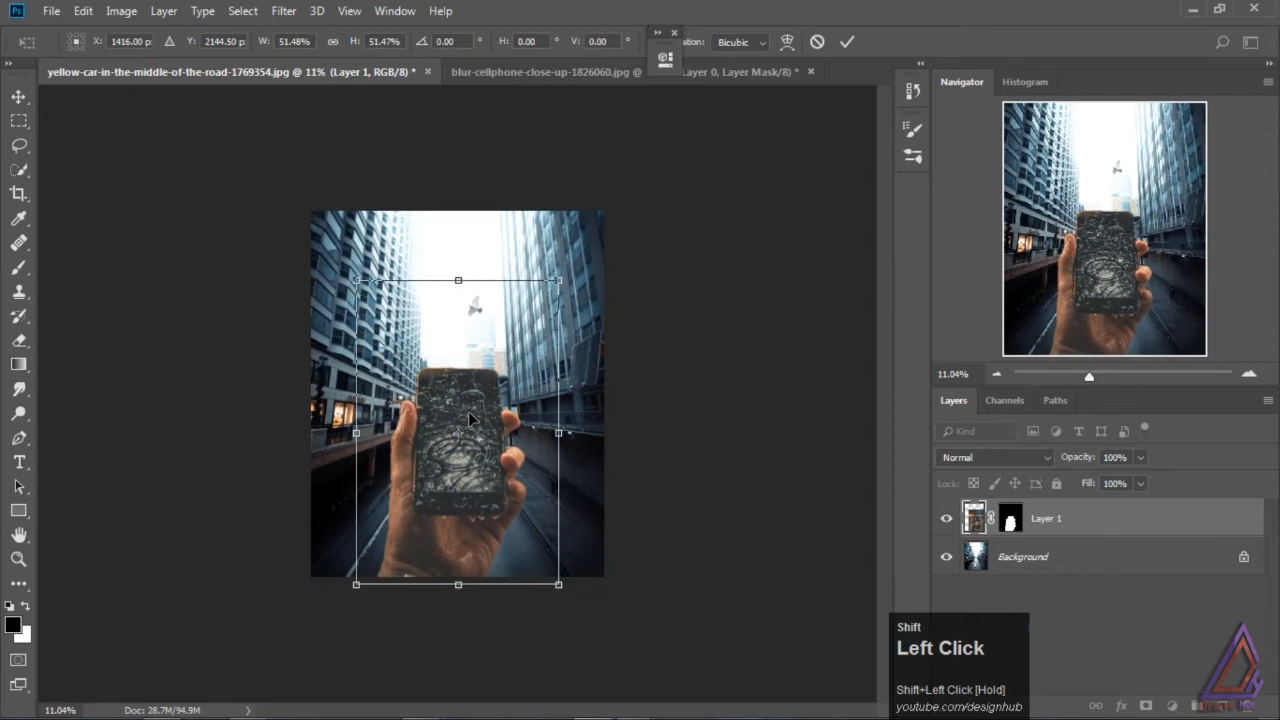 Ps File Edit Image Layer Type Select Filter 3D View Window Help
X: 1416.00 p: Y: 2144.50 p: W: 51.48% H: 51.47% 0.00 ° H: 0.00 ° V: 0.00 ° ation: Bicubic
yellow-car-in-the-middle-of-the-road-1769354.jpg @ 11% (Layer 1, RGB/8) * × blur-cellphone-close-up-1826060.jpg @ Layer 0, Layer Mask/8) * ×
Navigator Histogram
11.04%
Layers Channels Paths
Kind
Normal Opacity: 100%
Lock: Fill: 100%
Layer 1
Background
Shift
Left Click
Shift+Left Click [Hold]
youtube.com/designhub
11.04% Doc: 28.7M/94.9M